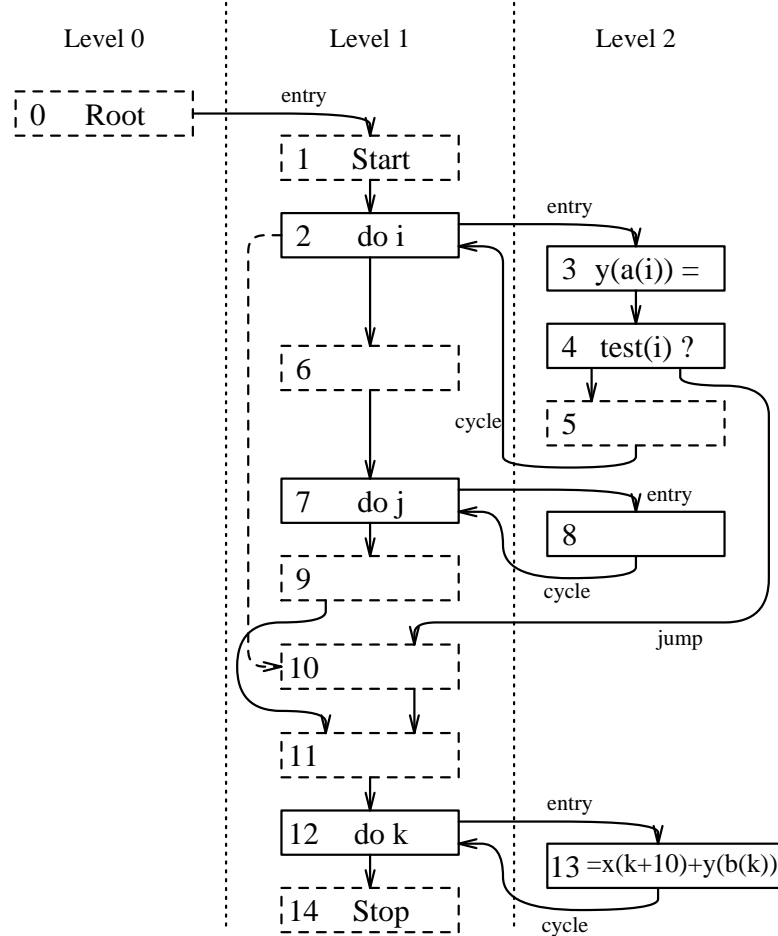 Level 0 Level 1 Level 2
entry
0 Root
1 Start
entry
2 do i
3 y(a(i)) =
4 test(i) ?
6
cycle
5
7 do j
entry
8
9
cycle
jump
10
11
entry
12 do k
13 =x(k+10)+y(b(k))
14 Stop
cycle